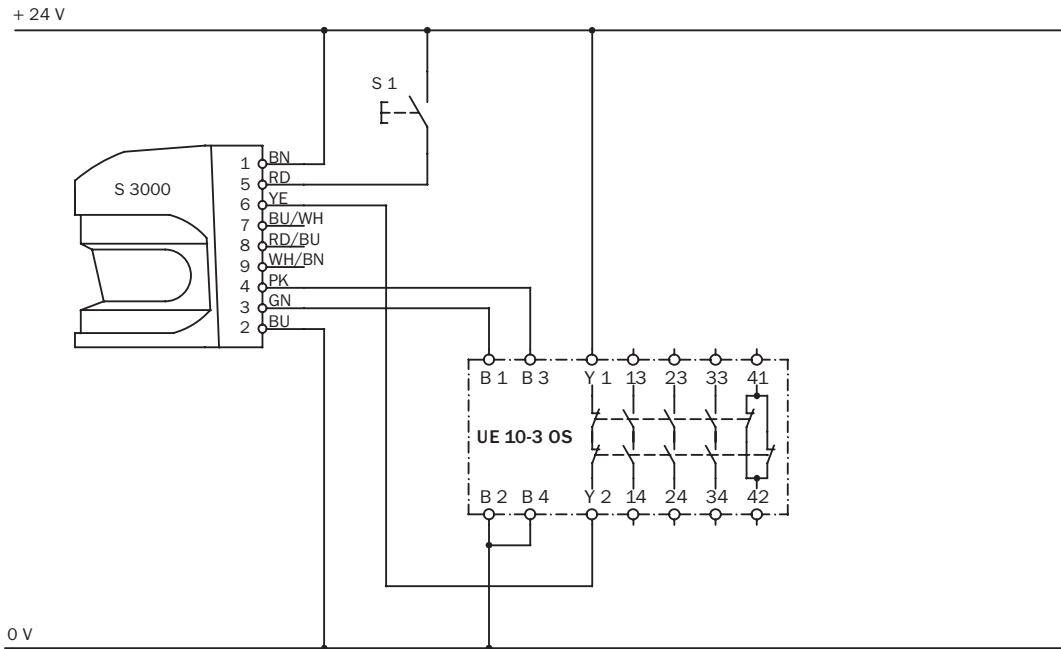 + 24 V
S 1
S 3000
1 BN
5 RD
6 YE
7 BU/WH
8 RD/BU
9 WH/BN
4 PK
3 GN
2 BU
B 1 B 3 Y 1 13 23 33 41
UE 10-3 OS
B 2 B 4 Y 2 14 24 34 42
0 V